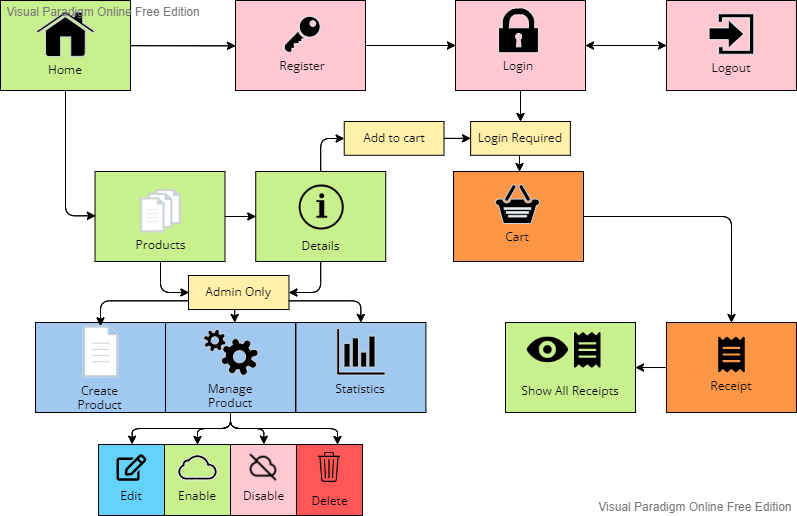 Visual Paradigm Online Free Edition
Home
Register
Login
Logout
Add to cart
Login Required
Products
Details
Cart
Admin Only
Create
Product
Manage
Product
Statistics
Show All Receipts
Receipt
Edit
Enable
Disable
Delete
Visual Paradigm Online Free Edition